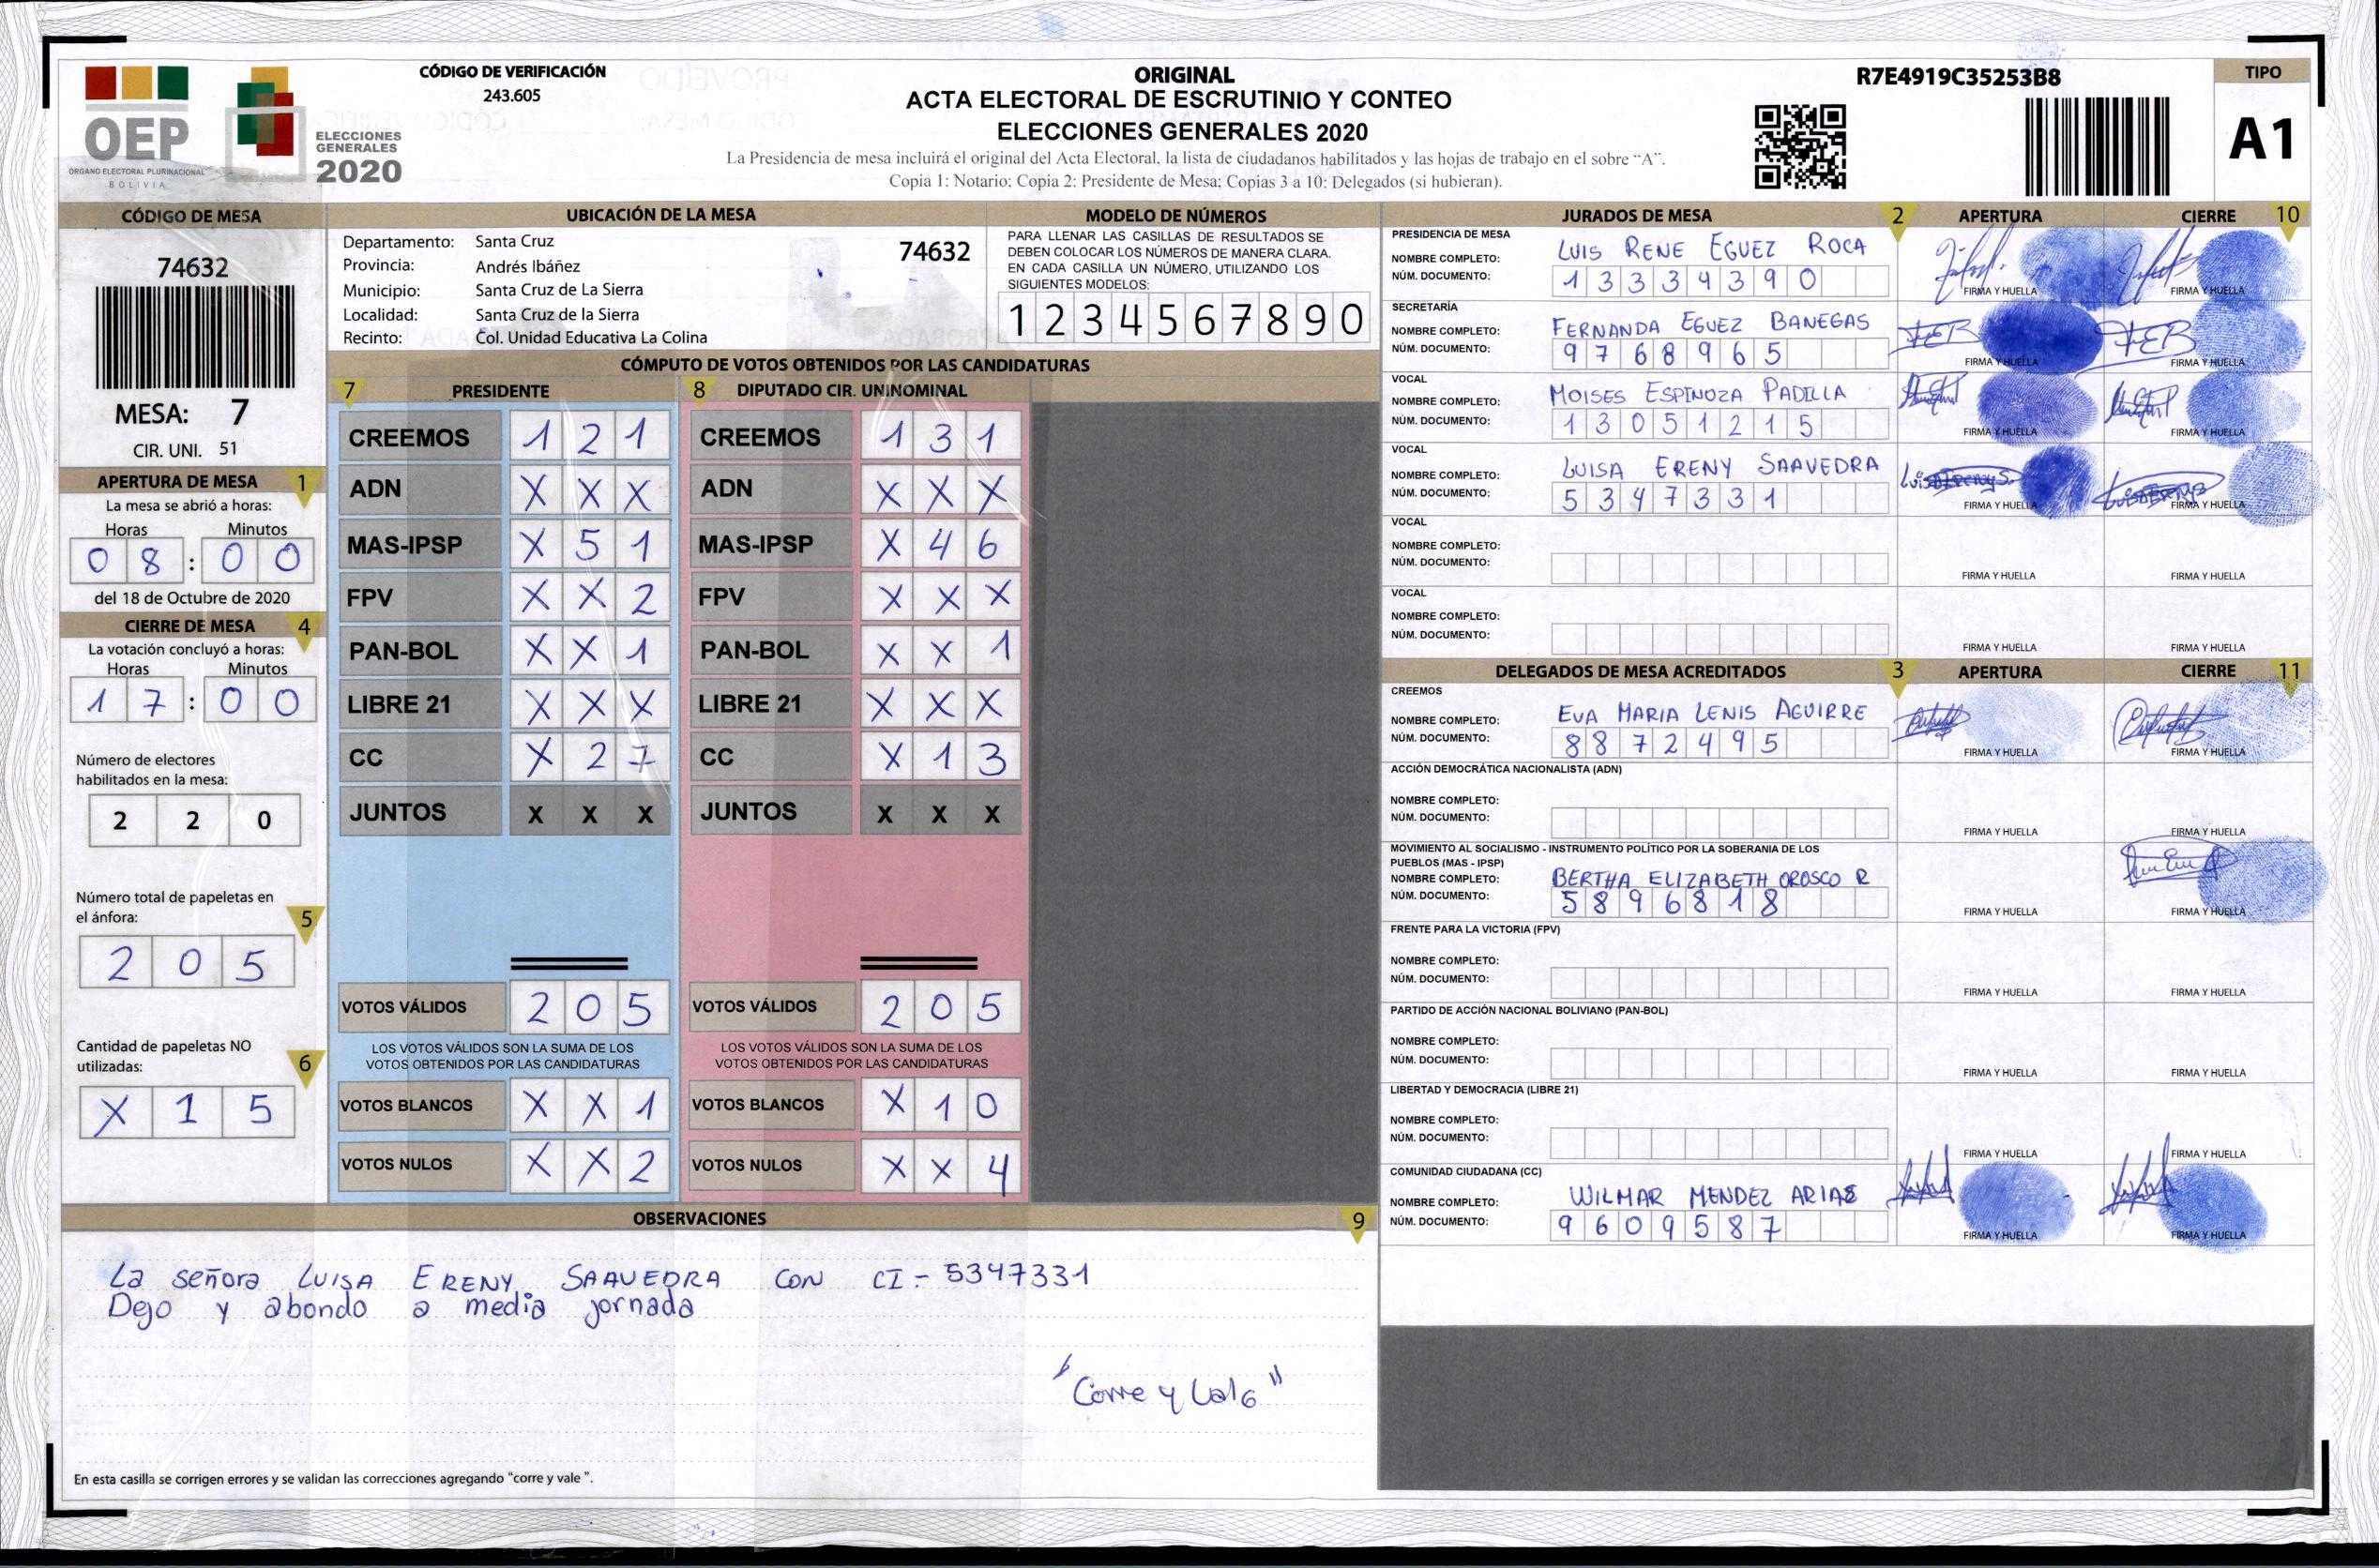 CÓDIGO DE VERIFICACIÓN
243.605
ORIGINAL
ACTA ELECTORAL DE ESCRUTINIO Y CONTEO
ELECCIONES GENERALES 2020
La Presidencia de mesa incluirá el original del Acta Electoral, la lista de ciudadanos habilitados y las hojas de trabajo en el sobre “A”.
Copia 1: Notario; Copia 2: Presidente de Mesa; Copias 3 a 10: Delegados (si hubieran).
R7E4919C35253B8
TIPO
A1
OEP
ÓRGANO ELECTORAL PLURINACIONAL
BOLIVIA
ELECCIONES
GENERALES
2020
CÓDIGO DE MESA
74632
MESA: 7
CIR. UNI. 51
APERTURA DE MESA 1
La mesa se abrió a horas:
Horas Minutos
0 8 : 0 0
del 18 de Octubre de 2020
CIERRE DE MESA 4
La votación concluyó a horas:
Horas Minutos
1 7 : 0 0
Número de electores
habilitados en la mesa:
2 2 0
Número total de papeletas en
el ánfora: 5
2 0 5
Cantidad de papeletas NO
utilizadas: 6
X 1 5
UBICACIÓN DE LA MESA
Departamento: Santa Cruz 74632
Provincia: Andrés Ibáñez
Municipio: Santa Cruz de La Sierra
Localidad: Santa Cruz de la Sierra
Recinto: Col. Unidad Educativa La Colina
MODELO DE NÚMEROS
PARA LLENAR LAS CASILLAS DE RESULTADOS SE
DEBEN COLOCAR LOS NÚMEROS DE MANERA CLARA.
EN CADA CASILLA UN NÚMERO, UTILIZANDO LOS
SIGUIENTES MODELOS:
1 2 3 4 5 6 7 8 9 0
CÓMPUTO DE VOTOS OBTENIDOS POR LAS CANDIDATURAS
7 PRESIDENTE
CREEMOS 1 2 1
ADN X X X
MAS-IPSP X 5 1
FPV X X 2
PAN-BOL X X 1
LIBRE 21 X X X
CC X 2 7
JUNTOS X X X
VOTOS VÁLIDOS 2 0 5
LOS VOTOS VÁLIDOS SON LA SUMA DE LOS
VOTOS OBTENIDOS POR LAS CANDIDATURAS
VOTOS BLANCOS X X 1
VOTOS NULOS X X 2
8 DIPUTADO CIR. UNINOMINAL
CREEMOS 1 3 1
ADN X X X
MAS-IPSP X 4 6
FPV X X X
PAN-BOL X X 1
LIBRE 21 X X X
CC X 1 3
JUNTOS X X X
VOTOS VÁLIDOS 2 0 5
LOS VOTOS VÁLIDOS SON LA SUMA DE LOS
VOTOS OBTENIDOS POR LAS CANDIDATURAS
VOTOS BLANCOS X 1 0
VOTOS NULOS X X 4
OBSERVACIONES 9
La señora LUISA ERENY SAAVEDRA CON CI - 5347331
Dejo y abondo a media jornada
"Corre y Vale"
En esta casilla se corrigen errores y se validan las correcciones agregando “corre y vale ”.
JURADOS DE MESA 2 APERTURA CIERRE 10
PRESIDENCIA DE MESA
NOMBRE COMPLETO: LUIS RENE EGUEZ ROCA
NÚM. DOCUMENTO: 1 3 3 3 4 3 9 0
FIRMA Y HUELLA FIRMA Y HUELLA
SECRETARÍA
NOMBRE COMPLETO: FERNANDA EGUEZ BANEGAS
NÚM. DOCUMENTO: 9 7 6 8 9 6 5
FEB FEB
FIRMA Y HUELLA FIRMA Y HUELLA
VOCAL
NOMBRE COMPLETO: MOISES ESPINOZA PADILLA
NÚM. DOCUMENTO: 1 3 0 5 1 2 1 5
FIRMA Y HUELLA FIRMA Y HUELLA
VOCAL
NOMBRE COMPLETO: LUISA ERENY SAAVEDRA
NÚM. DOCUMENTO: 5 3 4 7 3 3 1
FIRMA Y HUELLA FIRMA Y HUELLA
VOCAL
NOMBRE COMPLETO:
NÚM. DOCUMENTO:
FIRMA Y HUELLA FIRMA Y HUELLA
VOCAL
NOMBRE COMPLETO:
NÚM. DOCUMENTO:
FIRMA Y HUELLA FIRMA Y HUELLA
DELEGADOS DE MESA ACREDITADOS 3 APERTURA CIERRE 11
CREEMOS
NOMBRE COMPLETO: EVA MARIA LENIS AGUIRRE
NÚM. DOCUMENTO: 8 8 7 2 4 9 5
FIRMA Y HUELLA FIRMA Y HUELLA
ACCIÓN DEMOCRÁTICA NACIONALISTA (ADN)
NOMBRE COMPLETO:
NÚM. DOCUMENTO:
FIRMA Y HUELLA FIRMA Y HUELLA
MOVIMIENTO AL SOCIALISMO - INSTRUMENTO POLÍTICO POR LA SOBERANIA DE LOS
PUEBLOS (MAS - IPSP)
NOMBRE COMPLETO: BERTHA ELIZABETH OROSCO R
NÚM. DOCUMENTO: 5 8 9 6 8 1 8
FIRMA Y HUELLA FIRMA Y HUELLA
FRENTE PARA LA VICTORIA (FPV)
NOMBRE COMPLETO:
NÚM. DOCUMENTO:
FIRMA Y HUELLA FIRMA Y HUELLA
PARTIDO DE ACCIÓN NACIONAL BOLIVIANO (PAN-BOL)
NOMBRE COMPLETO:
NÚM. DOCUMENTO:
FIRMA Y HUELLA FIRMA Y HUELLA
LIBERTAD Y DEMOCRACIA (LIBRE 21)
NOMBRE COMPLETO:
NÚM. DOCUMENTO:
FIRMA Y HUELLA FIRMA Y HUELLA
COMUNIDAD CIUDADANA (CC)
NOMBRE COMPLETO: WILMAR MENDEZ ARIAS
NÚM. DOCUMENTO: 9 6 0 9 5 8 7
FIRMA Y HUELLA FIRMA Y HUELLA